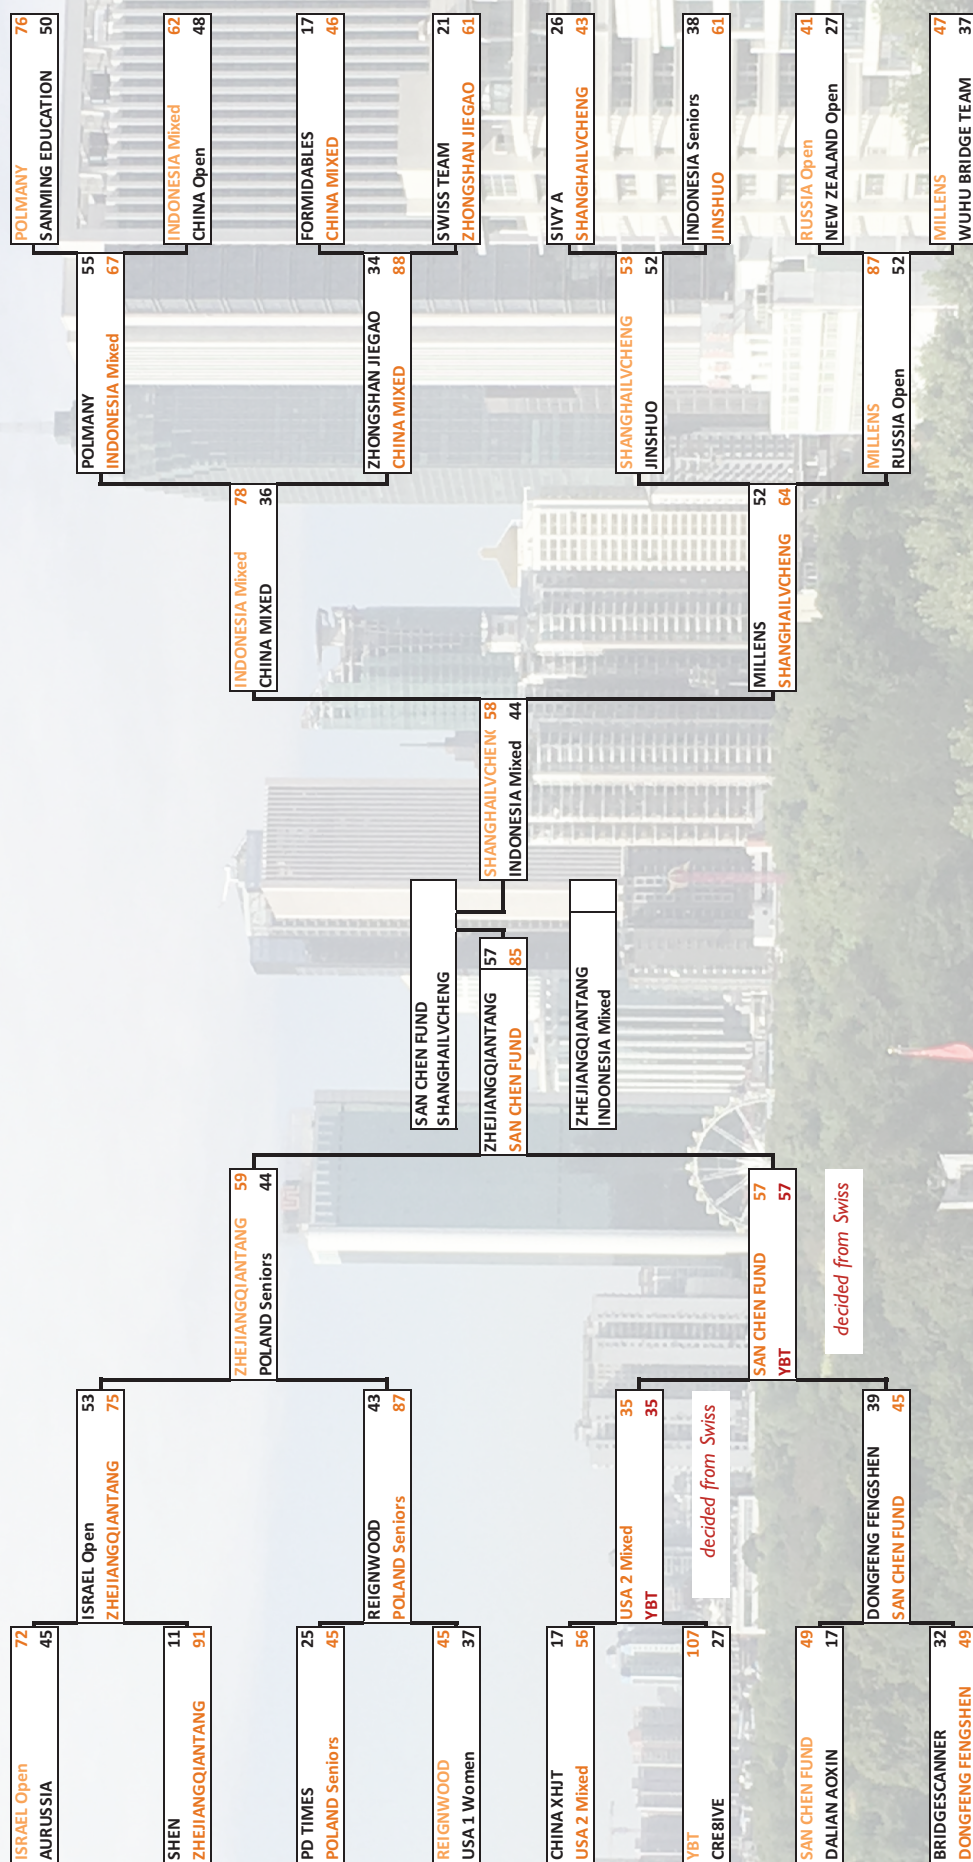 ISRAEL Open 72
AURUSSIA 45
SHEN 11
ZHEJIANGQIANTANG 91
PD TIMES 25
POLAND Seniors 45
REIGNWOOD 45
USA 1 Women 37
CHINA XHJT 17
USA 2 Mixed 56
YBT 107
CRE8IVE 27
SAN CHEN FUND 49
DALIAN AOXIN 17
BRIDGESCANNER 32
DONGFENG FENGSHEN 49
ISRAEL Open 53
ZHEJIANGQIANTANG 75
REIGNWOOD 43
POLAND Seniors 87
USA 2 Mixed 35
YBT 35
decided from Swiss
DONGFENG FENGSHEN 39
SAN CHEN FUND 45
ZHEJIANGQIANTANG 59
POLAND Seniors 44
SAN CHEN FUND 57
YBT 57
decided from Swiss
SAN CHEN FUND
SHANGHAILVCHENG
ZHEJIANGQIANTANG 57
SAN CHEN FUND 85
ZHEJIANGQIANTANG
INDONESIA Mixed
SHANGHAILVCHEN 58
INDONESIA Mixed 44
INDONESIA Mixed 78
CHINA MIXED 36
MILLENS 52
SHANGHAILVCHENG 64
POLMANY 55
INDONESIA Mixed 67
ZHONGSHAN JIEGAO 34
CHINA MIXED 88
SHANGHAILVCHENG 53
JINSHUO 52
MILLENS 87
RUSSIA Open 52
POLMANY 76
SANMING EDUCATION 50
INDONESIA Mixed 62
CHINA Open 48
FORMIDABLES 17
CHINA MIXED 46
SWISS TEAM 21
ZHONGSHAN JIEGAO 61
SIVY A 26
SHANGHAILVCHENG 43
INDONESIA Seniors 38
JINSHUO 61
RUSSIA Open 41
NEW ZEALAND Open 27
MILLENS 47
WUHU BRIDGE TEAM 37